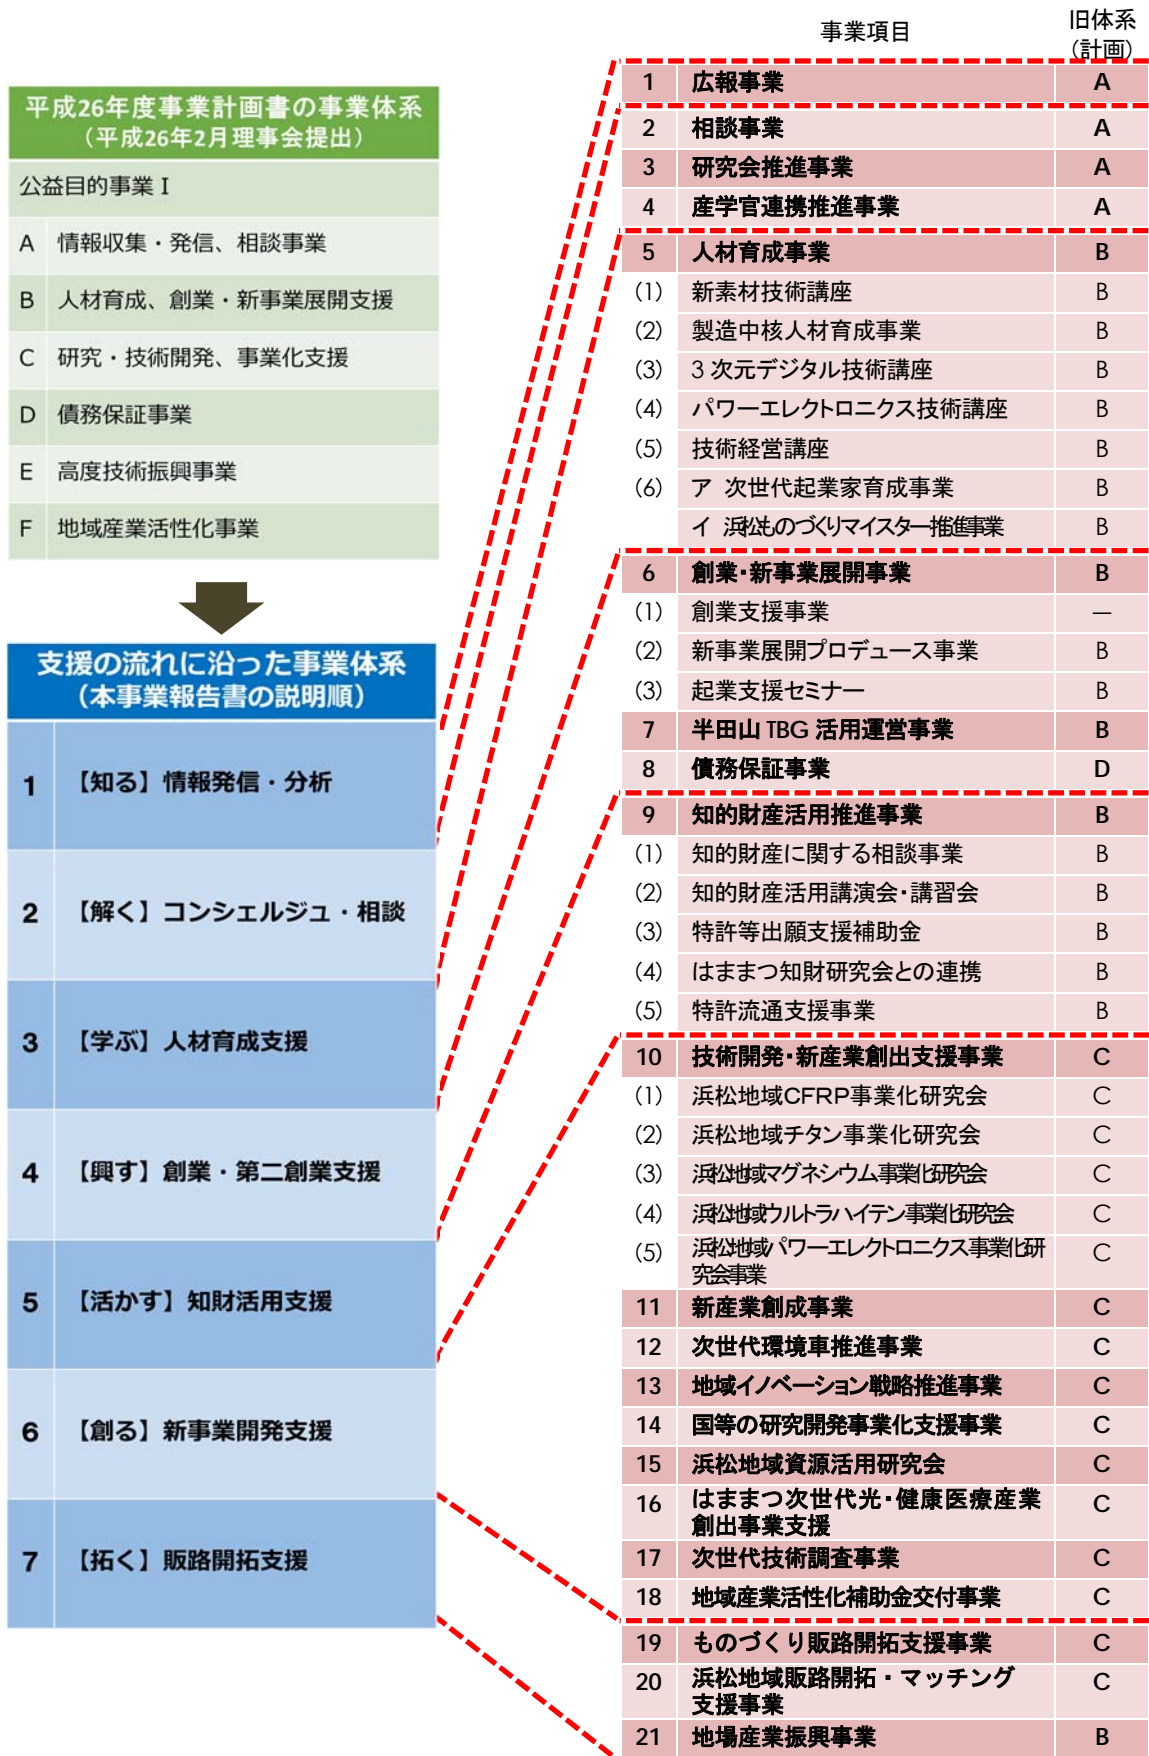 平成26年度事業計画書の事業体系
（平成26年2月理事会提出）
公益目的事業 I
A 情報収集・発信、相談事業
B 人材育成、創業・新事業展開支援
C 研究・技術開発、事業化支援
D 債務保証事業
E 高度技術振興事業
F 地域産業活性化事業
支援の流れに沿った事業体系
（本事業報告書の説明順）
1 【知る】情報発信・分析
2 【解く】コンシェルジュ・相談
3 【学ぶ】人材育成支援
4 【興す】創業・第二創業支援
5 【活かす】知財活用支援
6 【創る】新事業開発支援
7 【拓く】販路開拓支援
事業項目 旧体系
(計画)
1 広報事業 A
2 相談事業 A
3 研究会推進事業 A
4 産学官連携推進事業 A
5 人材育成事業 B
(1) 新素材技術講座 B
(2) 製造中核人材育成事業 B
(3) 3次元デジタル技術講座 B
(4) パワーエレクトロニクス技術講座 B
(5) 技術経営講座 B
(6) ア 次世代起業家育成事業 B
イ 浜松ものづくりマイスター推進事業 B
6 創業・新事業展開事業 B
(1) 創業支援事業 －
(2) 新事業展開プロデュース事業 B
(3) 起業支援セミナー B
7 半田山 TBG 活用運営事業 B
8 債務保証事業 D
9 知的財産活用推進事業 B
(1) 知的財産に関する相談事業 B
(2) 知的財産活用講演会・講習会 B
(3) 特許等出願支援補助金 B
(4) はままつ知財研究会との連携 B
(5) 特許流通支援事業 B
10 技術開発・新産業創出支援事業 C
(1) 浜松地域CFRP事業化研究会 C
(2) 浜松地域チタン事業化研究会 C
(3) 浜松地域マグネシウム事業化研究会 C
(4) 浜松地域ウルトラハイテン事業化研究会 C
(5) 浜松地域パワーエレクトロニクス事業化研 C
究会事業
11 新産業創成事業 C
12 次世代環境車推進事業 C
13 地域イノベーション戦略推進事業 C
14 国等の研究開発事業化支援事業 C
15 浜松地域資源活用研究会 C
16 はままつ次世代光・健康医療産業 C
創出事業支援
17 次世代技術調査事業 C
18 地域産業活性化補助金交付事業 C
19 ものづくり販路開拓支援事業 C
20 浜松地域販路開拓・マッチング C
支援事業
21 地場産業振興事業 B